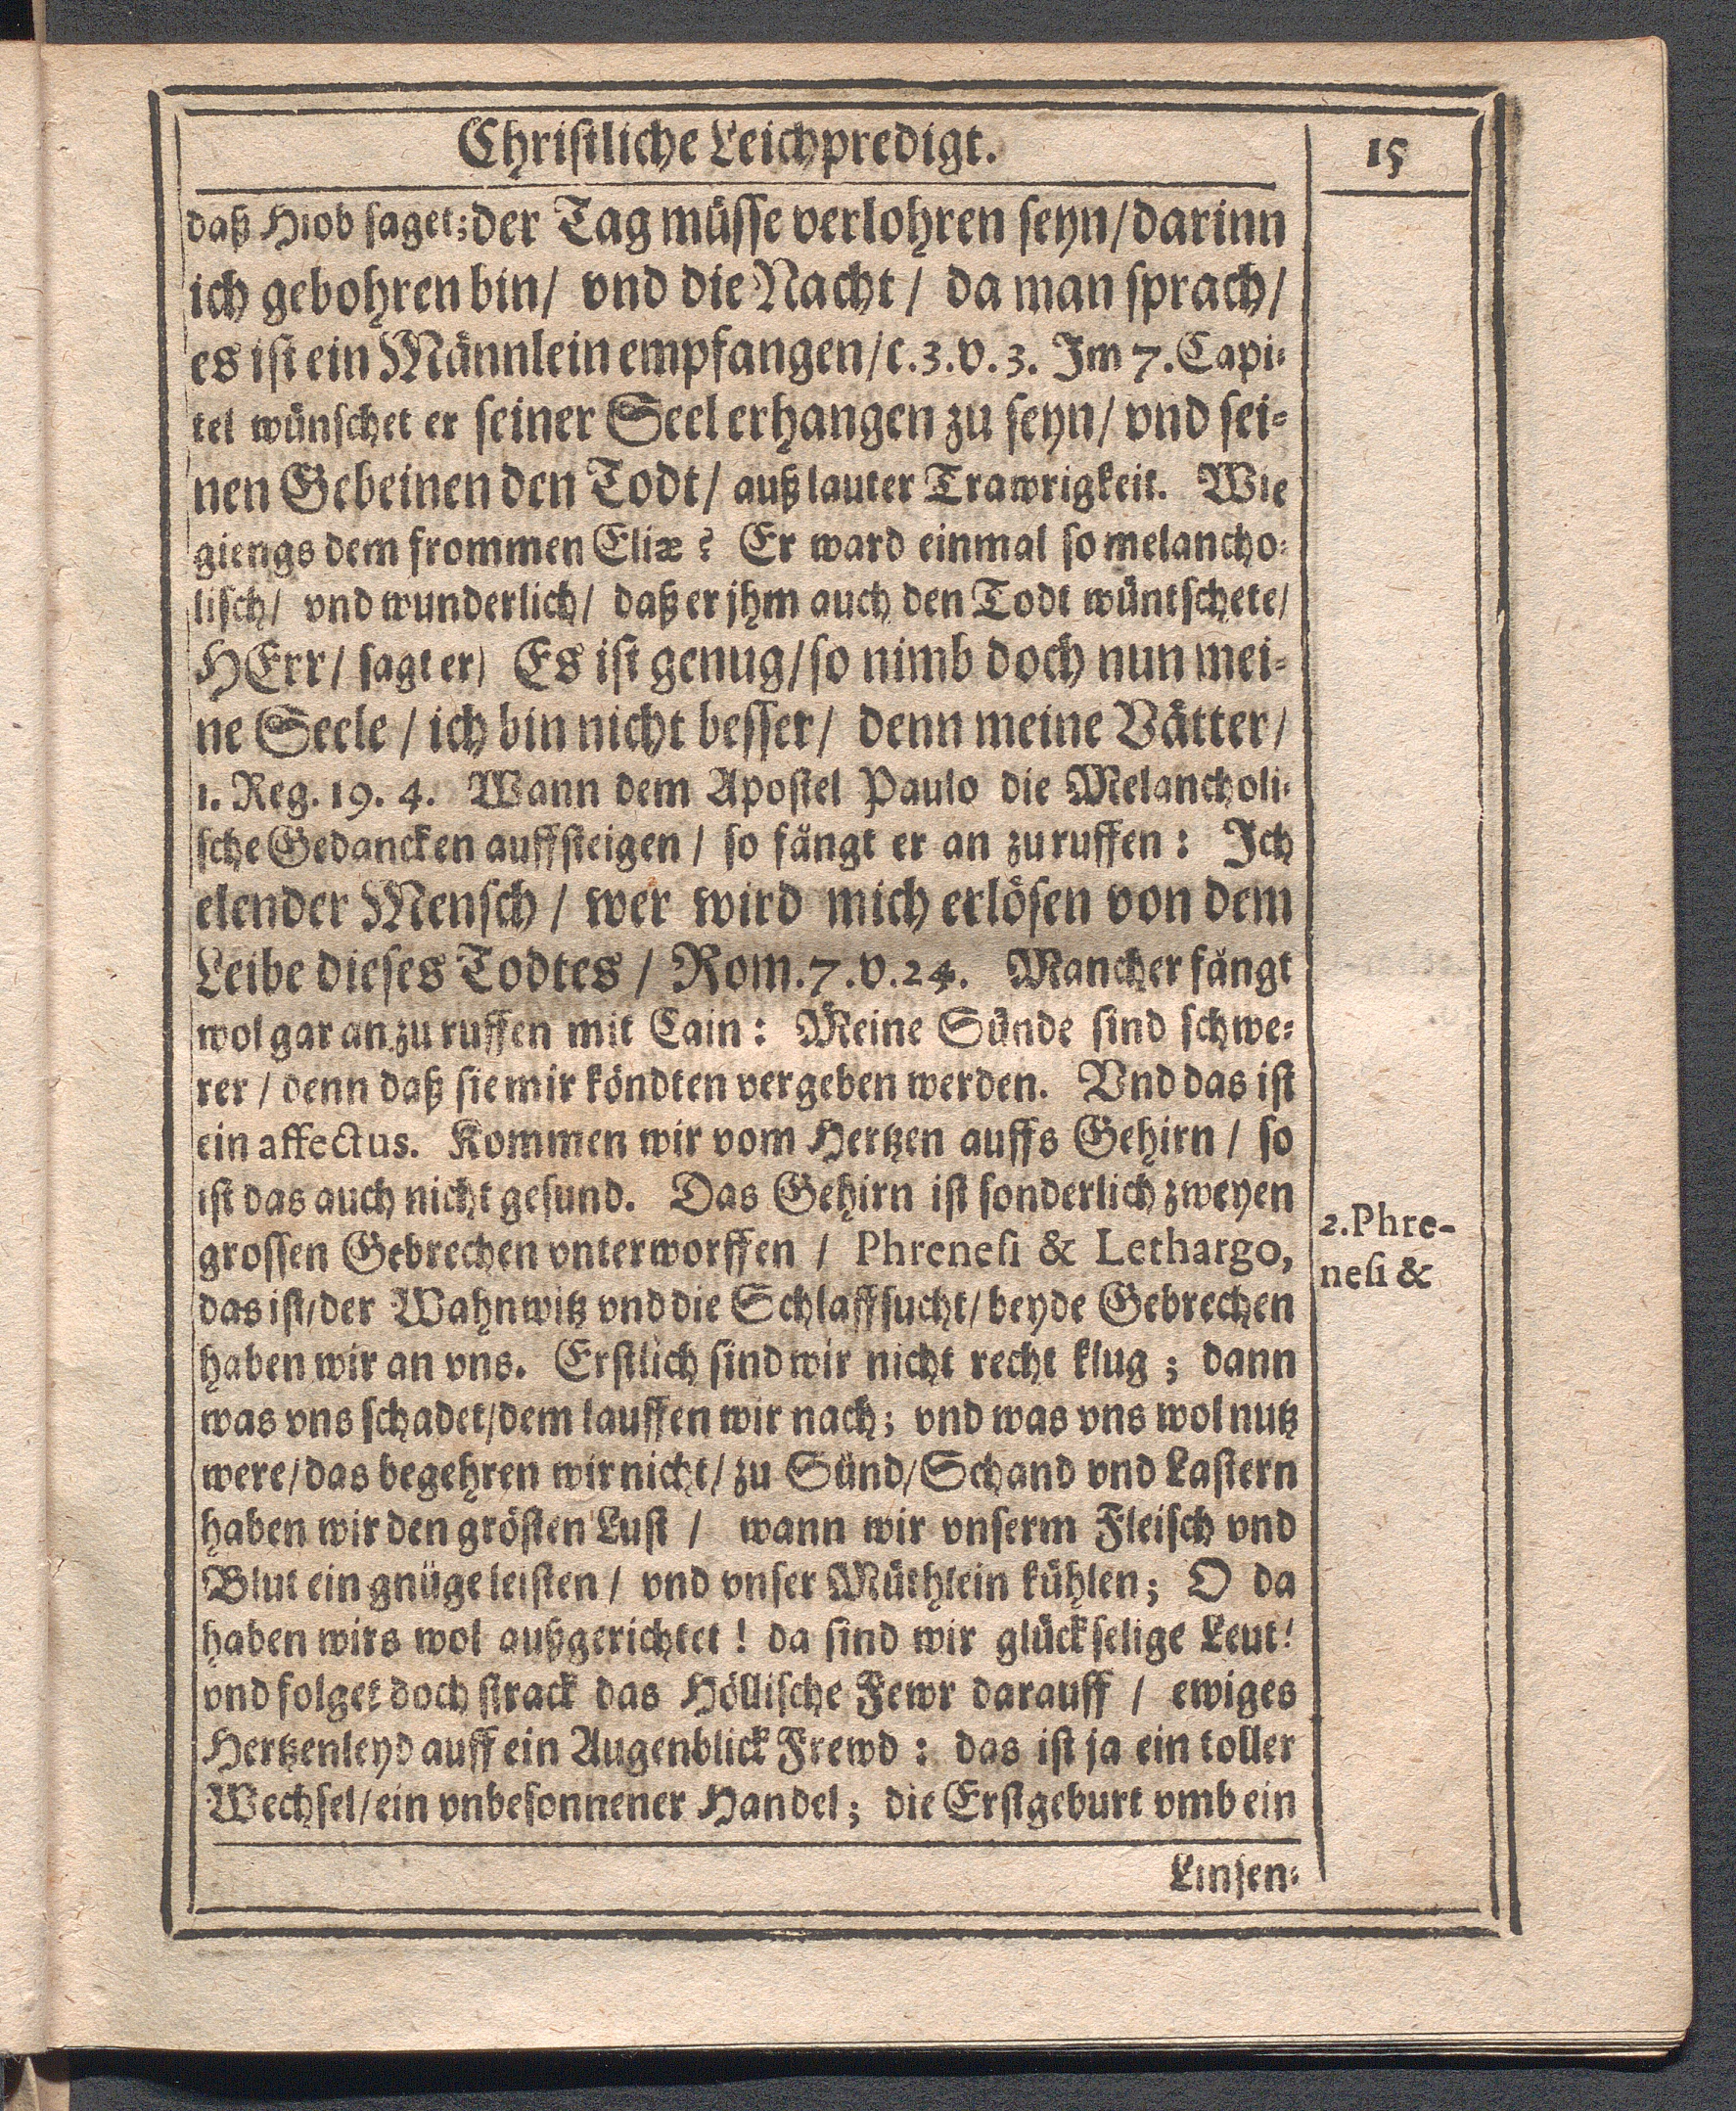 Christliche Leichpredigt.
15
daß Hiob saget; der Tag müsse verlohren seyn/ darinn
ich gebohren bin/ vnd die Nacht/ da man sprach/
es ist ein Männlein empfangen/ c. 3. v. 3. Im 7. Capi-
tel wünschet er seiner Seel erhangen zu seyn/ vnd sei-
nen Gebeinen den Todt/ auß lauter Trawrigkeit. Wie
giengs dem frommen Eliæ? Er ward einmal so melancho-
lisch/ vnd wunderlich/ daß er jhm auch den Todt wüntschete/
HErr/ sagt er) Es ist genug/ so nimb doch nun mei-
ne Seele/ ich bin nicht besser/ denn meine Vätter/
1. Reg. 19. 4. Wann dem Apostel Paulo die Melancholi-
sche Gedancken auffsteigen/ so fängt er an zu ruffen: Ich
elender Mensch/ wer wird mich erlösen von dem
Leibe dieses Todtes/ Rom. 7. v. 24. Mancher fängt
wol gar an zu ruffen mit Cain: Meine Sünde sind schwe-
rer/ denn daß sie mir köndten vergeben werden. Vnd das ist
ein affectus. Kommen wir vom Hertzen auffs Gehirn/ so
ist das auch nicht gesund. Das Gehirn ist sonderlich zweyen
grossen Gebrechen vnterworffen/ Phrenesi & Lethargo,
das ist/ der Wahnwitz vnd die Schlaffsucht/ beyde Gebrechen
haben wir an vns. Erstlich sind wir nicht recht klug; dann
was vns schadet/ dem lauffen wir nach; vnd was vns wol nutz
were/ das begehren wir nicht/ zu Sünd/ Schand vnd Lastern
haben wir den grösten Lust/ wann wir vnserm Fleisch vnd
Blut ein gnüge leisten/ vnd vnser Müthlein kühlen; O da
haben wirs wol außgerichtet! da sind wir glückselige Leut!
vnd folget doch strack das Höllische Fewr darauff/ ewiges
Hertzenleyd auff ein Augenblick Frewd: das ist ja ein toller
Wechsel/ ein vnbesonnener Handel; die Erstgeburt vmb ein
Linsen-
2. Phre-
nesi &